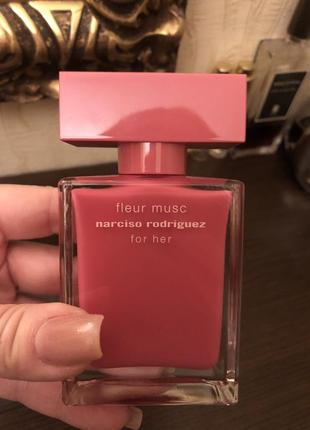 fleur musc
narciso rodriguez
for her